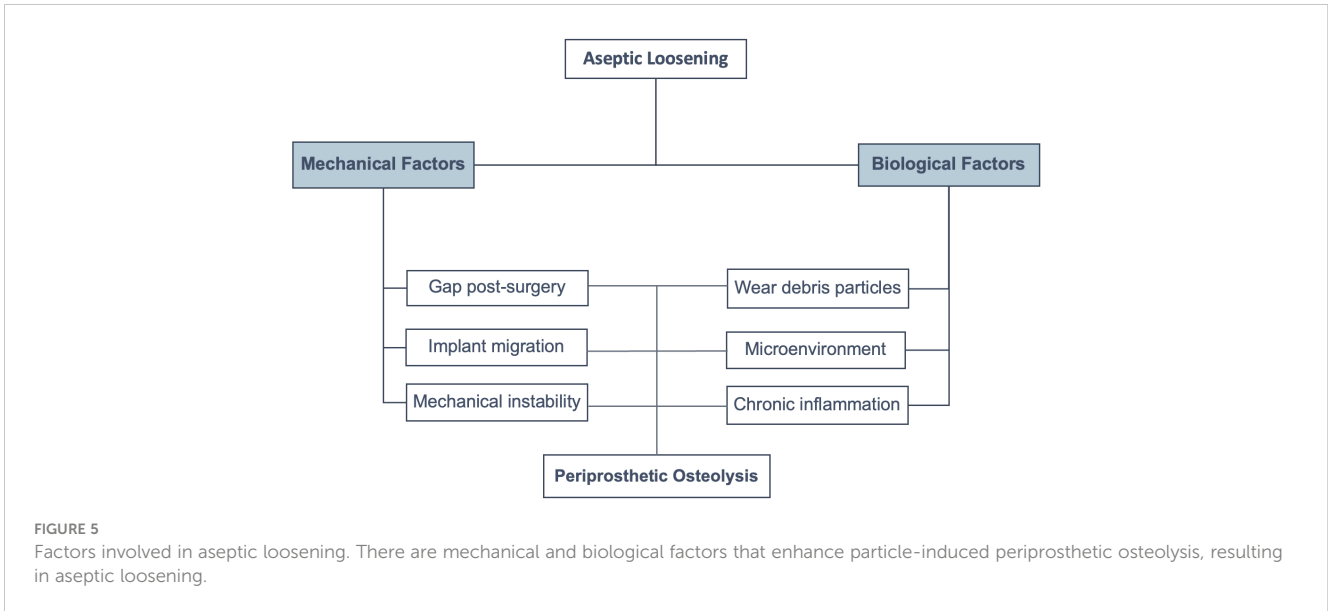 Aseptic Loosening
Mechanical Factors
Biological Factors
Gap post-surgery
Wear debris particles
Implant migration
Microenvironment
Mechanical instability
Chronic inflammation
Periprosthetic Osteolysis
FIGURE 5
Factors involved in aseptic loosening. There are mechanical and biological factors that enhance particle-induced periprosthetic osteolysis, resulting
in aseptic loosening.